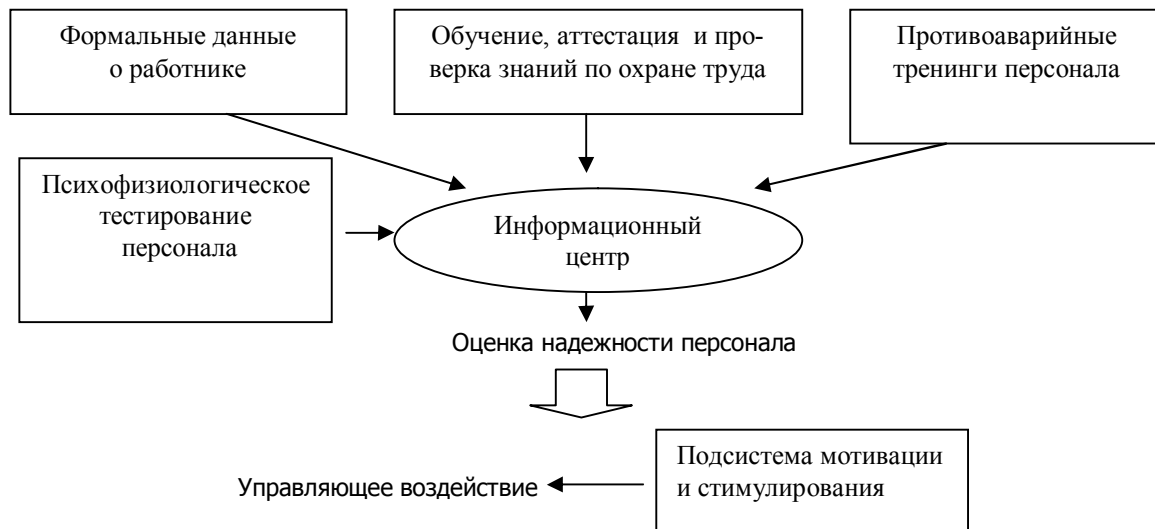 Формальные данные
о работнике
Обучение, аттестация и про-
верка знаний по охране труда
Противоаварийные
тренинги персонала
Психофизиологическое
тестирование
персонала
Информационный
центр
Оценка надежности персонала
Подсистема мотивации
и стимулирования
Управляющее воздействие